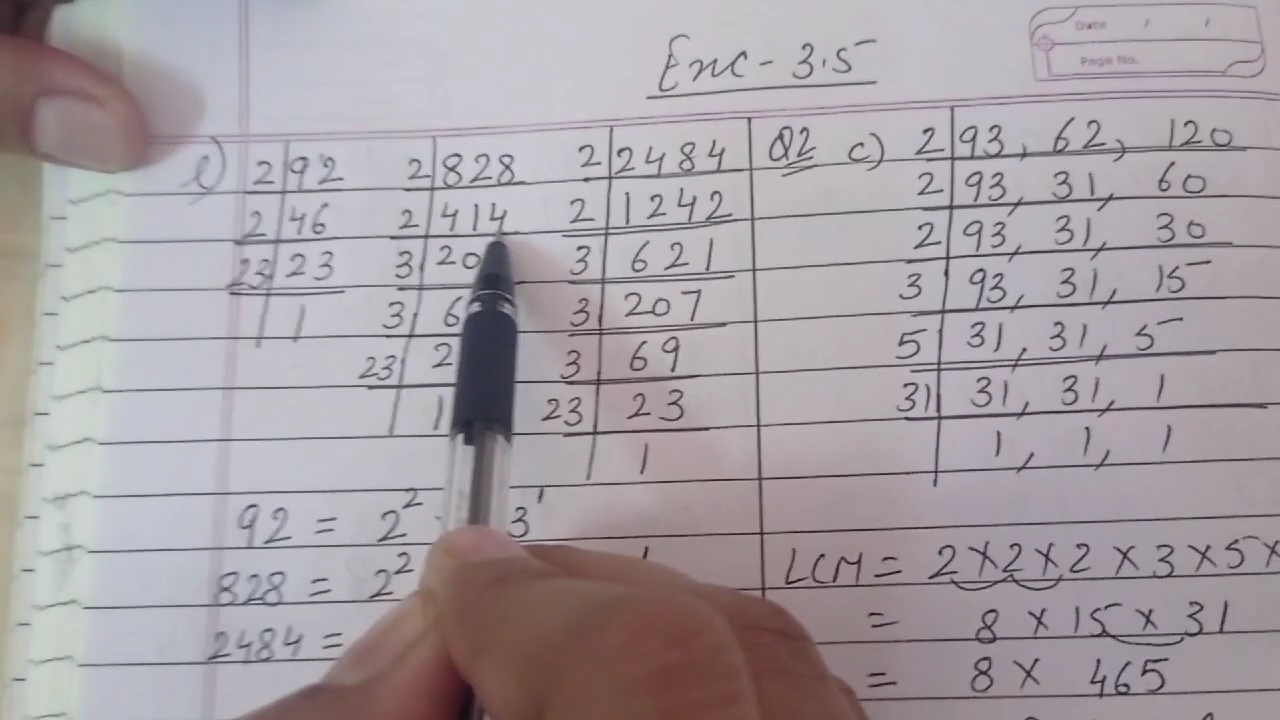 Date / /
Page No.
Exc - 3.5
e) 2 92 2 828 2 2484
2 46 2 414 2 1242
23 23 3 20 3 621
1 3 6 3 207
23 2 3 69
1 23 23
1
92 = 2² 3¹
828 = 2²
2484 =
Q2 c) 2 93, 62, 120
2 93, 31, 60
2 93, 31, 30
3 93, 31, 15
5 31, 31, 5
31 31, 31, 1
1, 1, 1
LCM = 2×2×2×3×5×
= 8 × 15 × 31
= 8 × 465